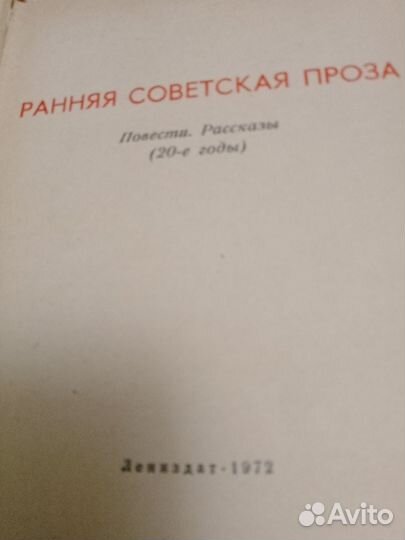 РАННЯЯ СОВЕТСКАЯ ПРОЗА
Повести. Рассказы
(20-е годы)
Лениздат · 1972
Avito